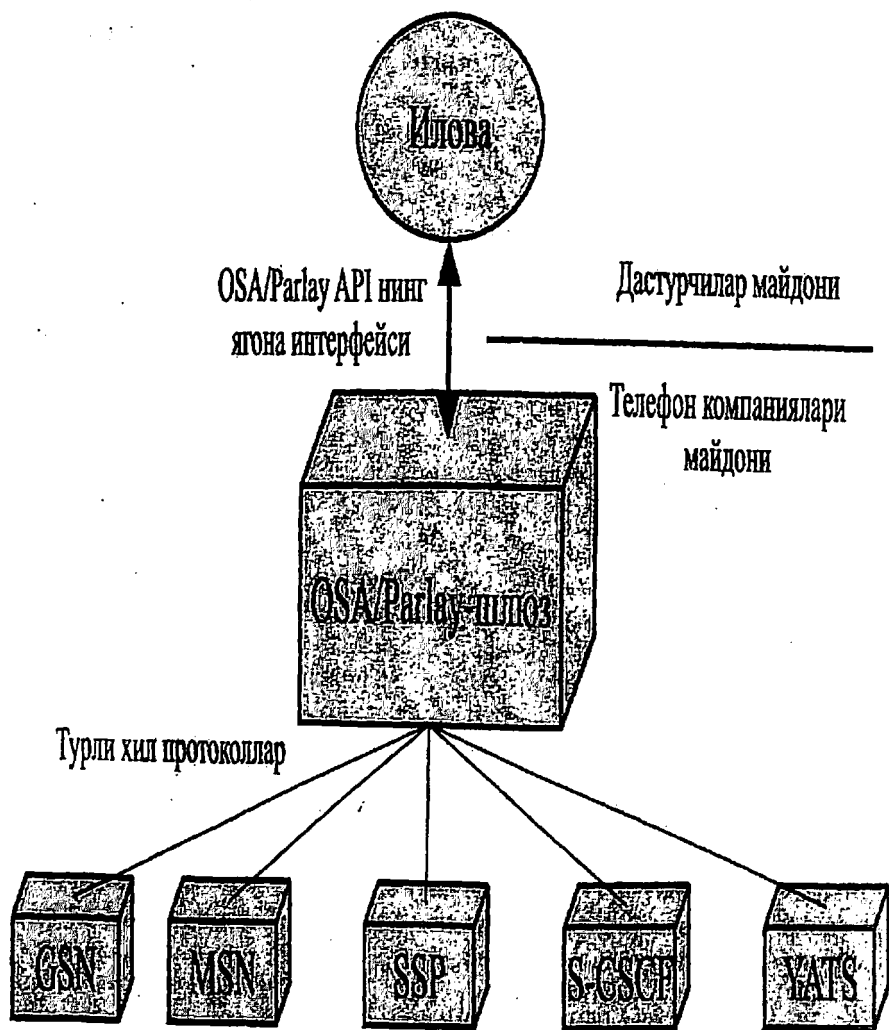 Илова
OSA/Parlay API нинг
ягона интерфейси
Дастурчилар майдони
Телефон компаниялари
майдони
OSA/Parlay-шлюз
Турли хил протоколлар
GSN
MSN
SSP
S-CSCF
YATS